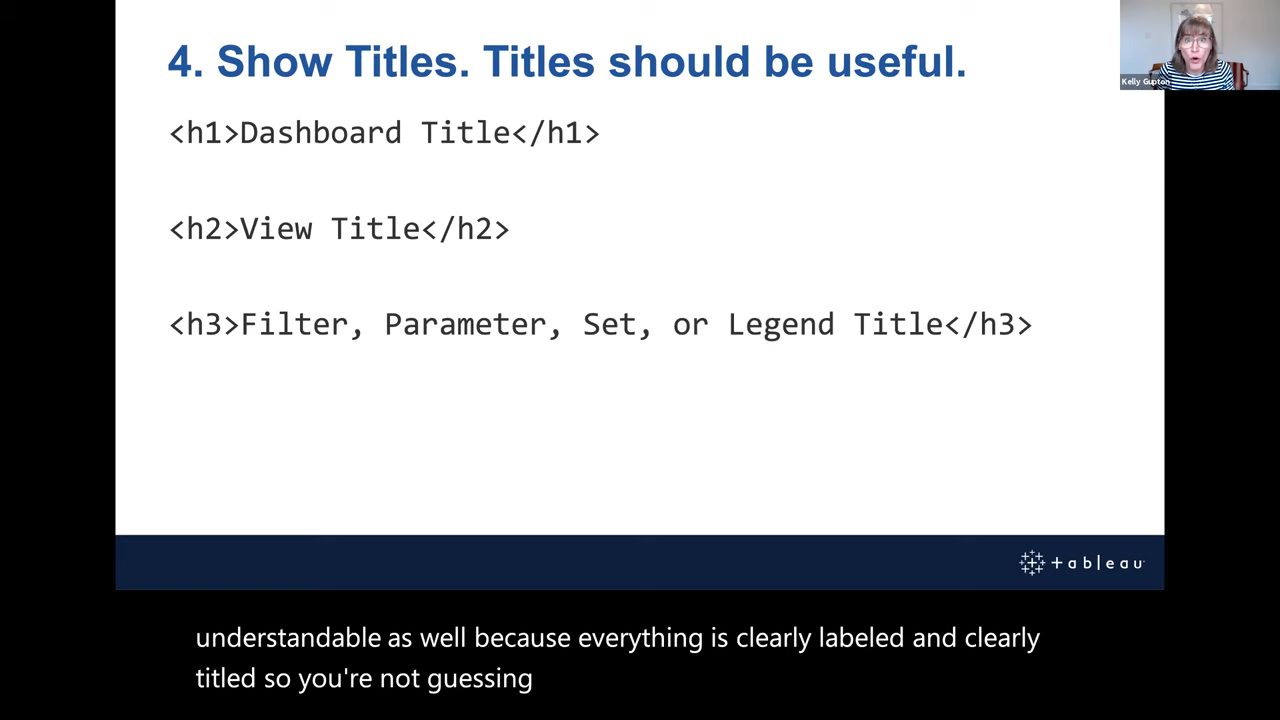 4. Show Titles. Titles should be useful.
Kelly Gupton
<h1>Dashboard Title</h1>
<h2>View Title</h2>
<h3>Filter, Parameter, Set, or Legend Title</h3>
+ableau
understandable as well because everything is clearly labeled and clearly
titled so you're not guessing